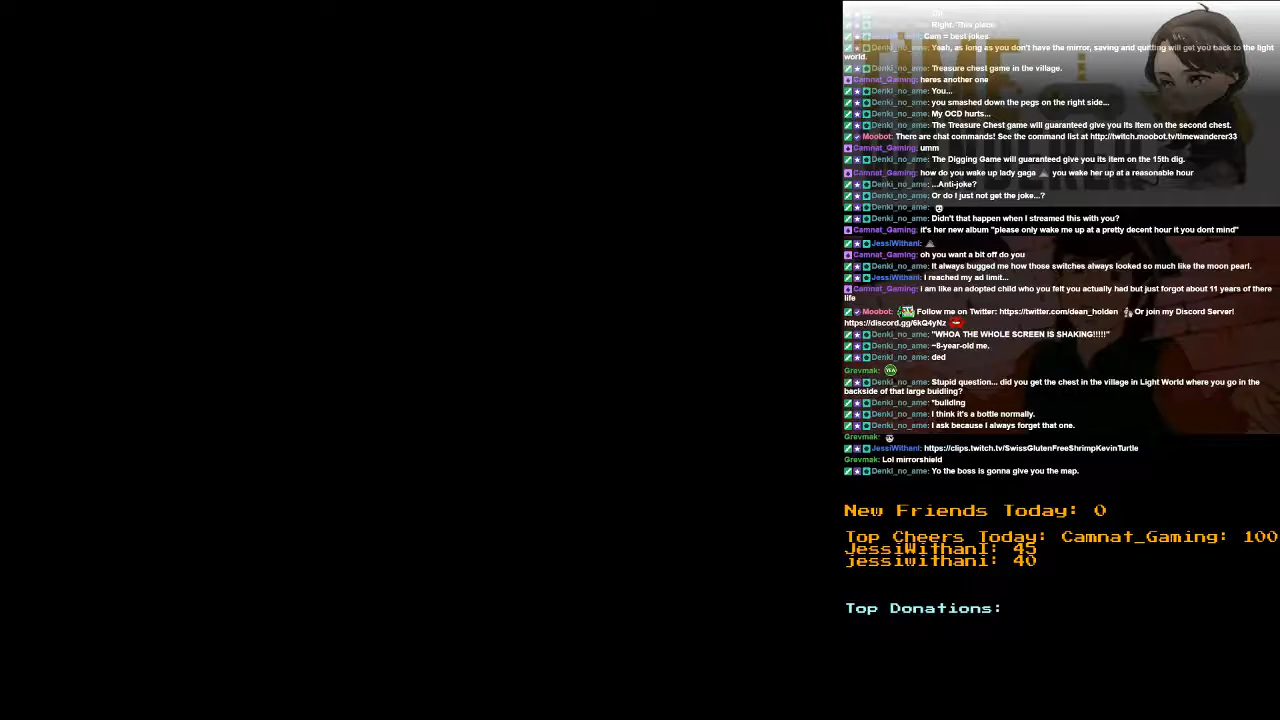 Right. This piece
Cam = best jokes
Denki_no_ame: Yeah, as long as you don't have the mirror, saving and quitting will get you back to the light
world.
Denki_no_ame: Treasure chest game in the village.
Camnat_Gaming: heres another one
Denki_no_ame: You...
Denki_no_ame: you smashed down the pegs on the right side...
Denki_no_ame: My OCD hurts...
Denki_no_ame: The Treasure Chest game will guaranteed give you its item on the second chest.
Moobot: There are chat commands! See the command list at http://twitch.moobot.tv/timewanderer33
Camnat_Gaming: umm
Denki_no_ame: The Digging Game will guaranteed give you its item on the 15th dig.
Camnat_Gaming: how do you wake up lady gaga you wake her up at a reasonable hour
Denki_no_ame: ...Anti-joke?
Denki_no_ame: Or do I just not get the joke...?
Denki_no_ame:
Denki_no_ame: Didn't that happen when I streamed this with you?
Camnat_Gaming: it's her new album "please only wake me up at a pretty decent hour it you dont mind"
JessiWithanI:
Camnat_Gaming: oh you want a bit off do you
Denki_no_ame: It always bugged me how those switches always looked so much like the moon pearl.
JessiWithanI: I reached my ad limit...
Camnat_Gaming: i am like an adopted child who you felt you actually had but just forgot about 11 years of there
life
Moobot: Follow me on Twitter: https://twitter.com/dean_holden Or join my Discord Server!
https://discord.gg/6kQ4yNz
Denki_no_ame: "WHOA THE WHOLE SCREEN IS SHAKING!!!!!"
Denki_no_ame: ~8-year-old me.
Denki_no_ame: ded
Grevmak: YEA
Denki_no_ame: Stupid question... did you get the chest in the village in Light World where you go in the
backside of that large buidling?
Denki_no_ame: *building
Denki_no_ame: I think it's a bottle normally.
Denki_no_ame: I ask because I always forget that one.
Grevmak:
JessiWithanI: https://clips.twitch.tv/SwissGlutenFreeShrimpKevinTurtle
Grevmak: Lol mirrorshield
Denki_no_ame: Yo the boss is gonna give you the map.
New Friends Today: 0
Top Cheers Today: Camnat_Gaming: 100
JessiWithanI: 45
jessiwithani: 40
Top Donations: